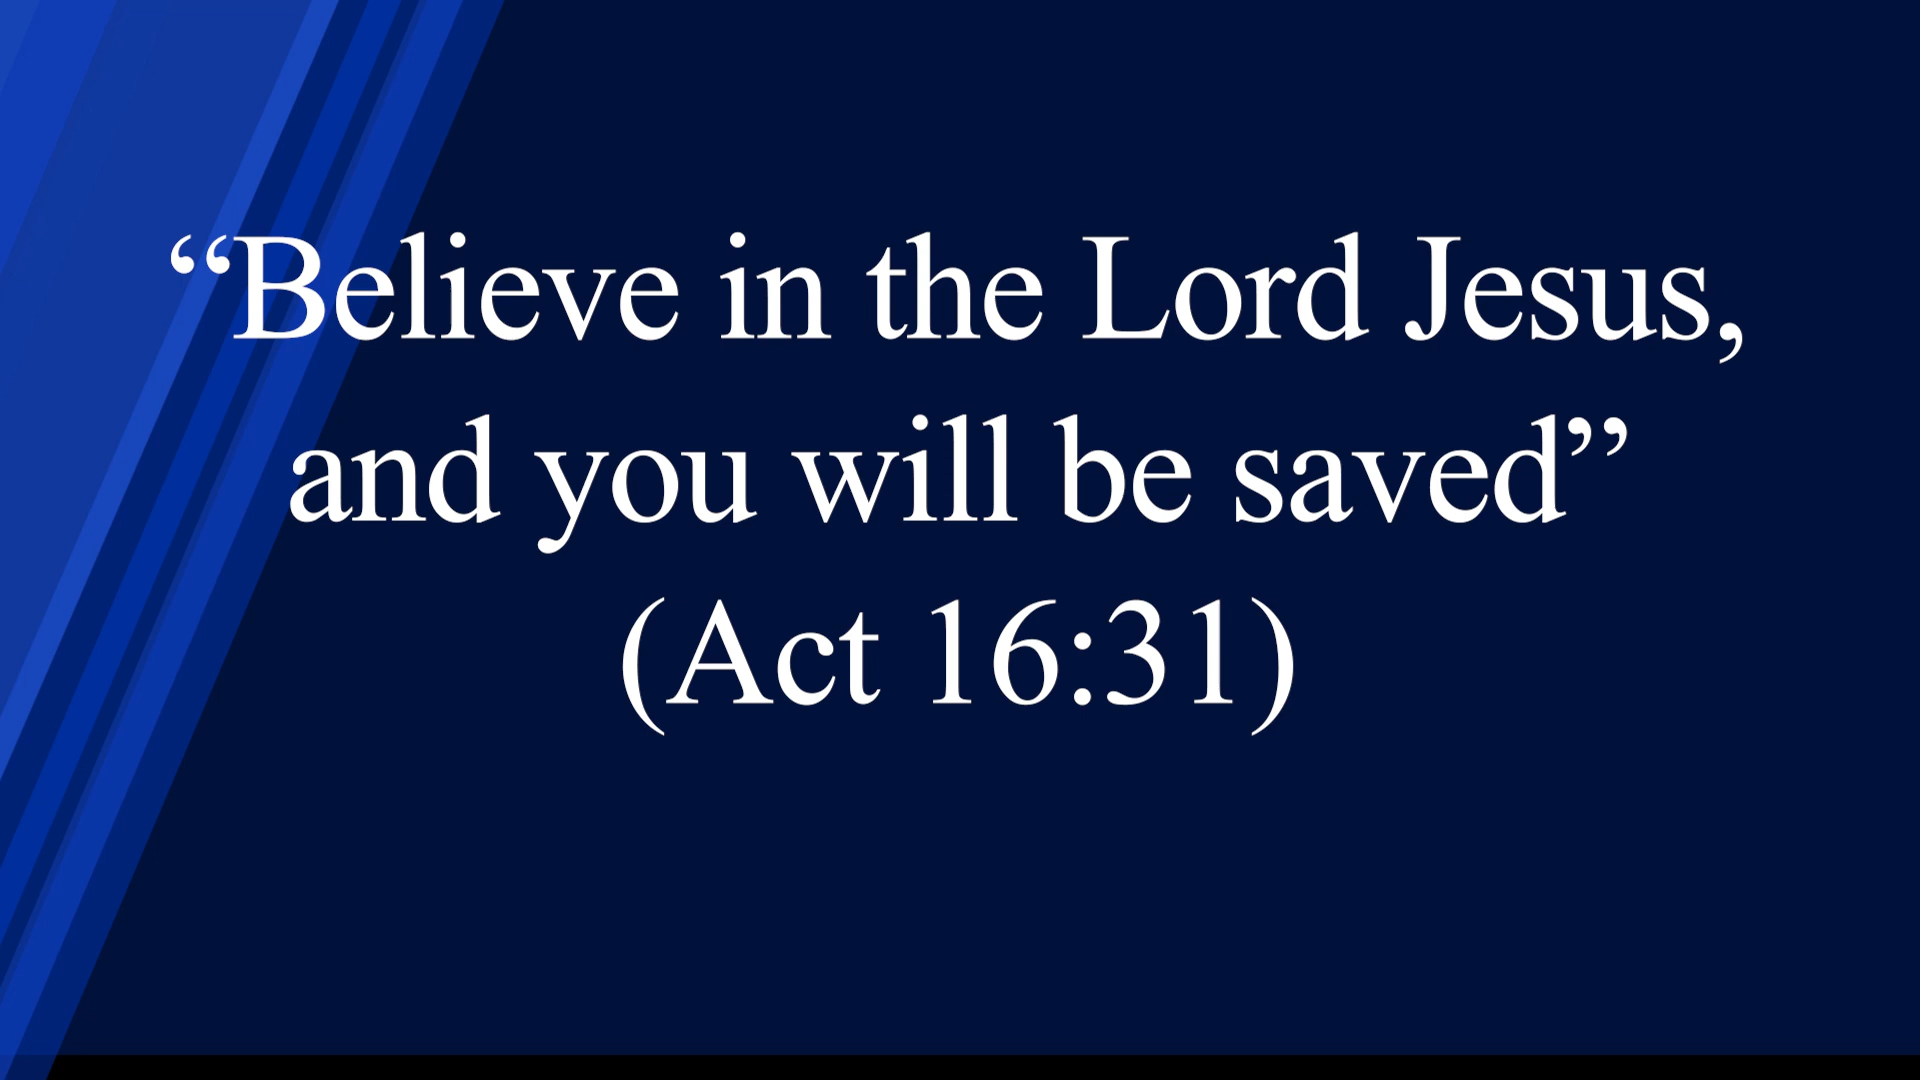 “Believe in the Lord Jesus,
and you will be saved”
(Act 16:31)